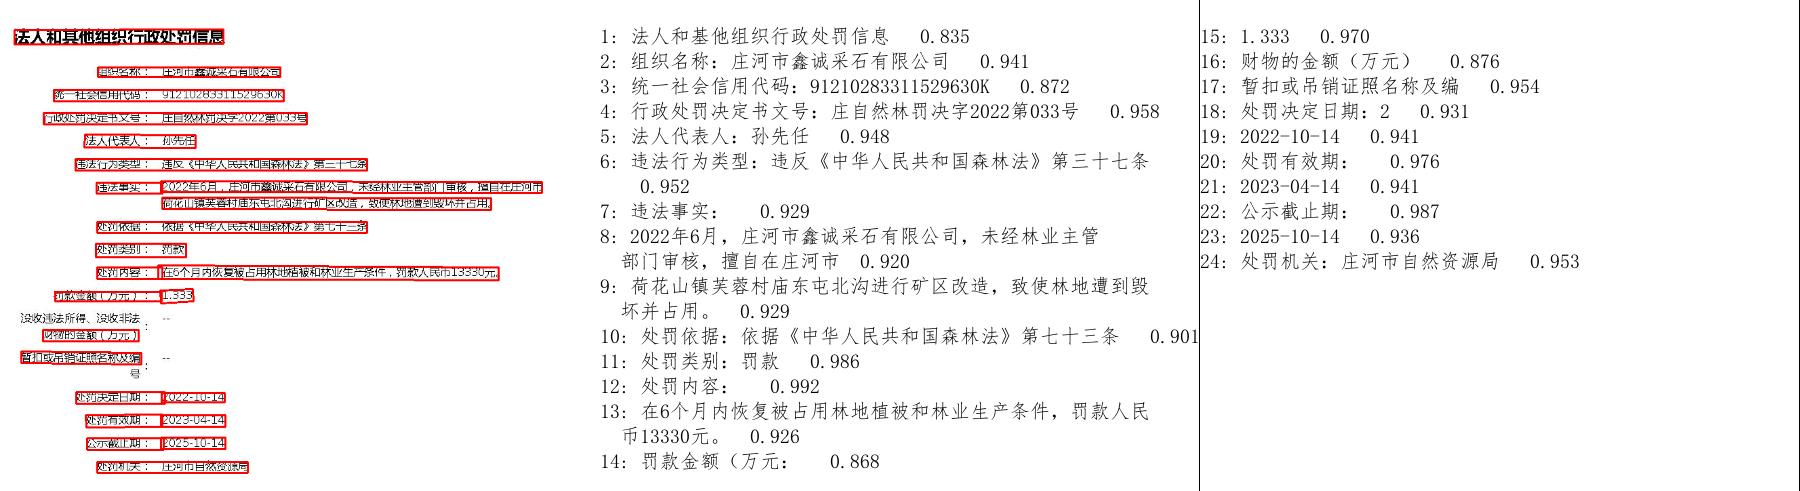 法人和其他组织行政处罚信息
组织名称： 庄河市鑫诚采石有限公司
统一社会信用代码： 91210283311529630K
行政处罚决定书文号： 庄自然林罚决字2022第033号
法人代表人： 孙先任
违法行为类型： 违反《中华人民共和国森林法》第三十七条
违法事实： 2022年6月，庄河市鑫诚采石有限公司，未经林业主管部门审核，擅自在庄河市
荷花山镇芙蓉村庙东屯北沟进行矿区改造，致使林地遭到毁坏并占用。
处罚依据： 依据《中华人民共和国森林法》第七十三条
处罚类别： 罚款
处罚内容： 在6个月内恢复被占用林地植被和林业生产条件，罚款人民币13330元。
罚款金额（万元）： 1.333
没收违法所得、没收非法
财物的金额（万元）： --
暂扣或吊销证照名称及编
号： --
处罚决定日期： 2022-10-14
处罚有效期： 2023-04-14
公示截止期： 2025-10-14
处罚机关： 庄河市自然资源局
1: 法人和基他组织行政处罚信息 0.835
2: 组织名称：庄河市鑫诚采石有限公司 0.941
3: 统一社会信用代码：91210283311529630K 0.872
4: 行政处罚决定书文号：庄自然林罚决字2022第033号 0.958
5: 法人代表人：孙先任 0.948
6: 违法行为类型：违反《中华人民共和国森林法》第三十七条
0.952
7: 违法事实： 0.929
8: 2022年6月，庄河市鑫诚采石有限公司，未经林业主管
部门审核，擅自在庄河市 0.920
9: 荷花山镇芙蓉村庙东屯北沟进行矿区改造，致使林地遭到毁
坏并占用。 0.929
10: 处罚依据：依据《中华人民共和国森林法》第七十三条 0.901
11: 处罚类别：罚款 0.986
12: 处罚内容： 0.992
13: 在6个月内恢复被占用林地植被和林业生产条件，罚款人民
币13330元。 0.926
14: 罚款金额（万元： 0.868
15: 1.333 0.970
16: 财物的金额（万元） 0.876
17: 暂扣或吊销证照名称及编 0.954
18: 处罚决定日期：2 0.931
19: 2022-10-14 0.941
20: 处罚有效期： 0.976
21: 2023-04-14 0.941
22: 公示截止期： 0.987
23: 2025-10-14 0.936
24: 处罚机关：庄河市自然资源局 0.953